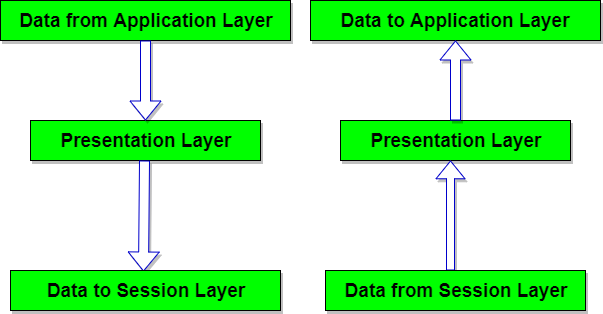 Data from Application Layer
Data to Application Layer
Presentation Layer
Presentation Layer
Data to Session Layer
Data from Session Layer